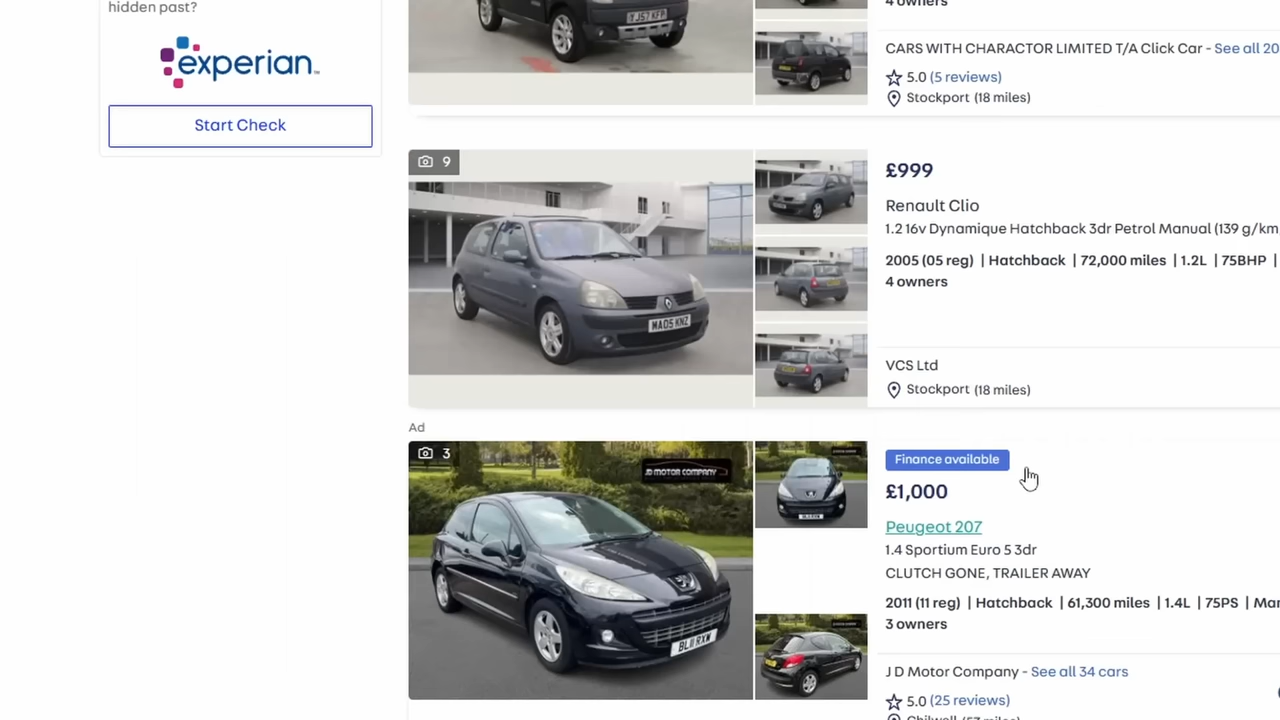 hidden past?
experian™
Start Check
YJ57 KFP
4 owners
CARS WITH CHARACTOR LIMITED T/A Click Car - See all 20
5.0 (5 reviews)
Stockport (18 miles)
9
MA05 KNZ
£999
Renault Clio
1.2 16v Dynamique Hatchback 3dr Petrol Manual (139 g/km,
2005 (05 reg) | Hatchback | 72,000 miles | 1.2L | 75BHP |
4 owners
VCS Ltd
Stockport (18 miles)
Ad
3
JD MOTOR COMPANY
BL11 RXW
Finance available
£1,000
Peugeot 207
1.4 Sportium Euro 5 3dr
CLUTCH GONE, TRAILER AWAY
2011 (11 reg) | Hatchback | 61,300 miles | 1.4L | 75PS | Man
3 owners
J D Motor Company - See all 34 cars
5.0 (25 reviews)